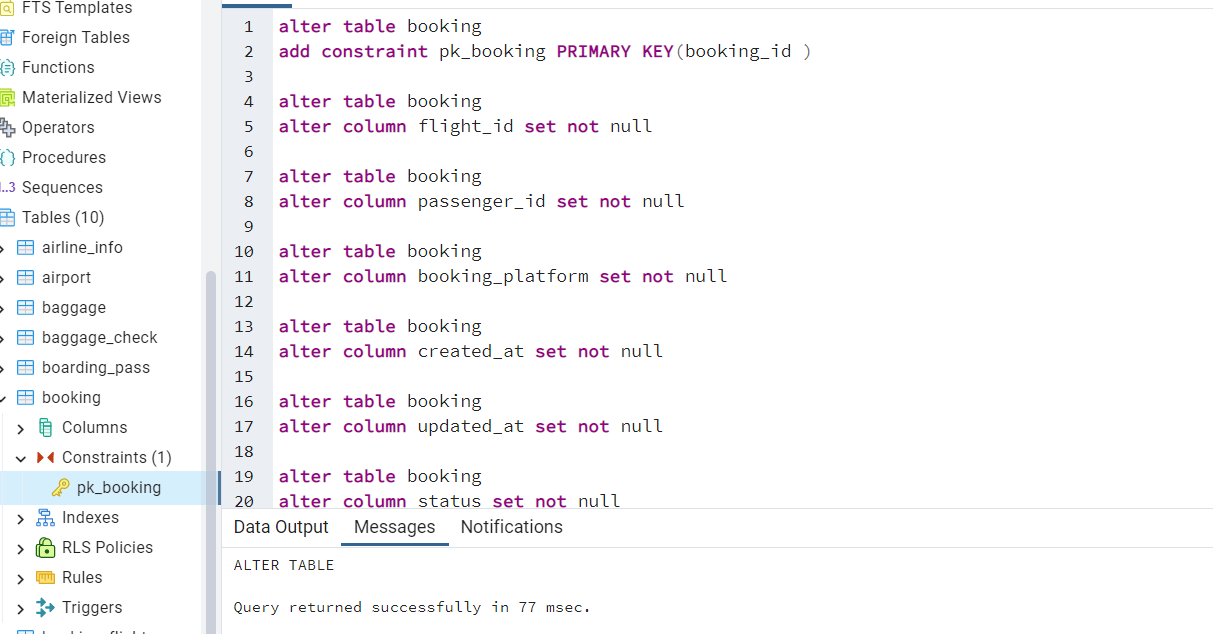 FTS Templates
Foreign Tables
Functions
Materialized Views
Operators
Procedures
1..3 Sequences
Tables (10)
airline_info
airport
baggage
baggage_check
boarding_pass
booking
Columns
Constraints (1)
pk_booking
Indexes
RLS Policies
Rules
Triggers
1 alter table booking
2 add constraint pk_booking PRIMARY KEY(booking_id )
3
4 alter table booking
5 alter column flight_id set not null
6
7 alter table booking
8 alter column passenger_id set not null
9
10 alter table booking
11 alter column booking_platform set not null
12
13 alter table booking
14 alter column created_at set not null
15
16 alter table booking
17 alter column updated_at set not null
18
19 alter table booking
20 alter column status set not null
Data Output Messages Notifications
ALTER TABLE
Query returned successfully in 77 msec.